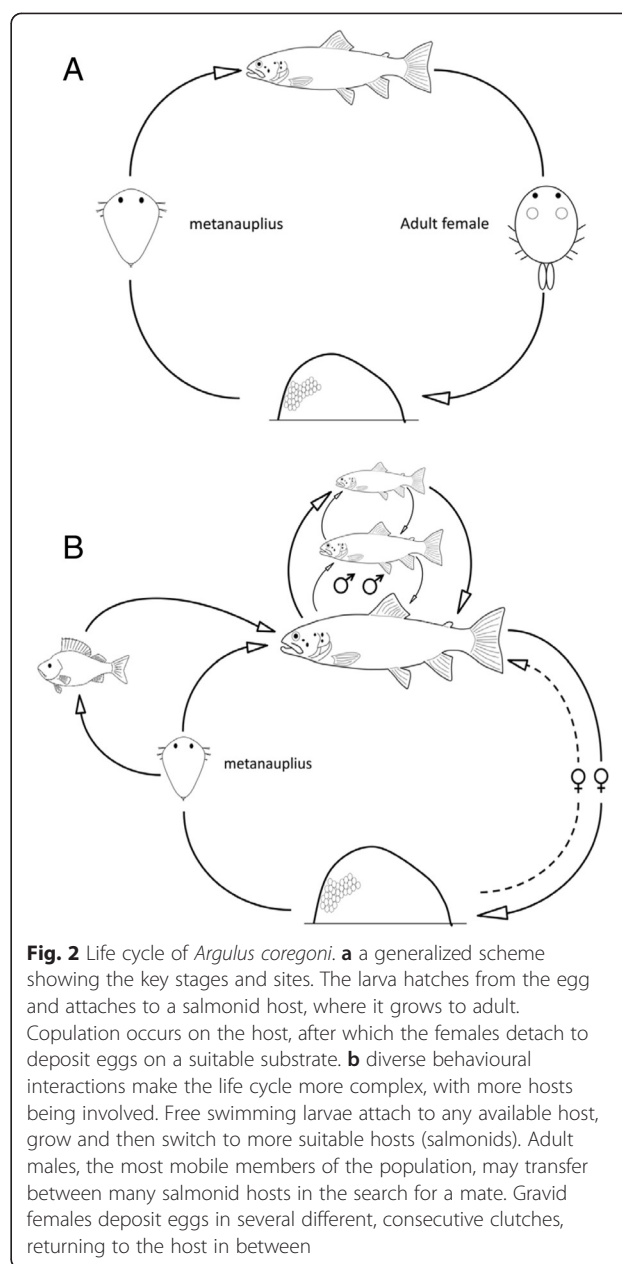 A
metanauplius
Adult female
B
♂ ♂
metanauplius
♀ ♀
Fig. 2 Life cycle of Argulus coregoni. a a generalized scheme
showing the key stages and sites. The larva hatches from the egg
and attaches to a salmonid host, where it grows to adult.
Copulation occurs on the host, after which the females detach to
deposit eggs on a suitable substrate. b diverse behavioural
interactions make the life cycle more complex, with more hosts
being involved. Free swimming larvae attach to any available host,
grow and then switch to more suitable hosts (salmonids). Adult
males, the most mobile members of the population, may transfer
between many salmonid hosts in the search for a mate. Gravid
females deposit eggs in several different, consecutive clutches,
returning to the host in between